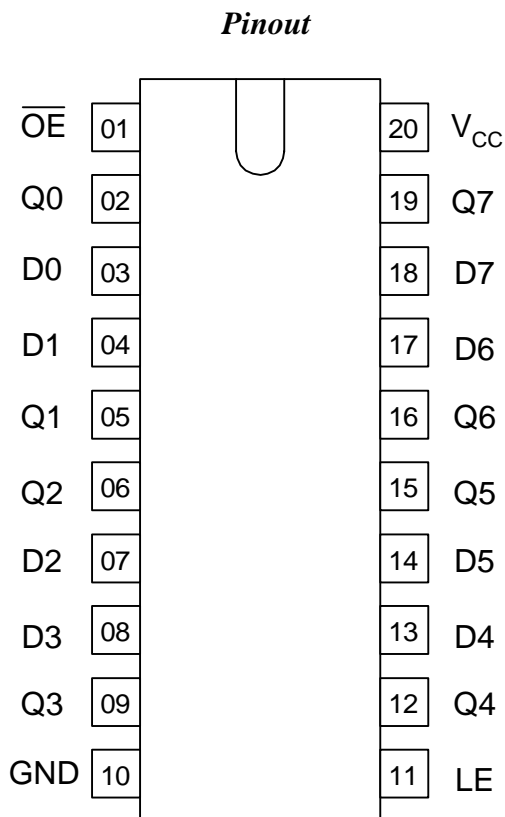 Pinout
O̅E̅ 01 20 VCC
Q0 02 19 Q7
D0 03 18 D7
D1 04 17 D6
Q1 05 16 Q6
Q2 06 15 Q5
D2 07 14 D5
D3 08 13 D4
Q3 09 12 Q4
GND 10 11 LE